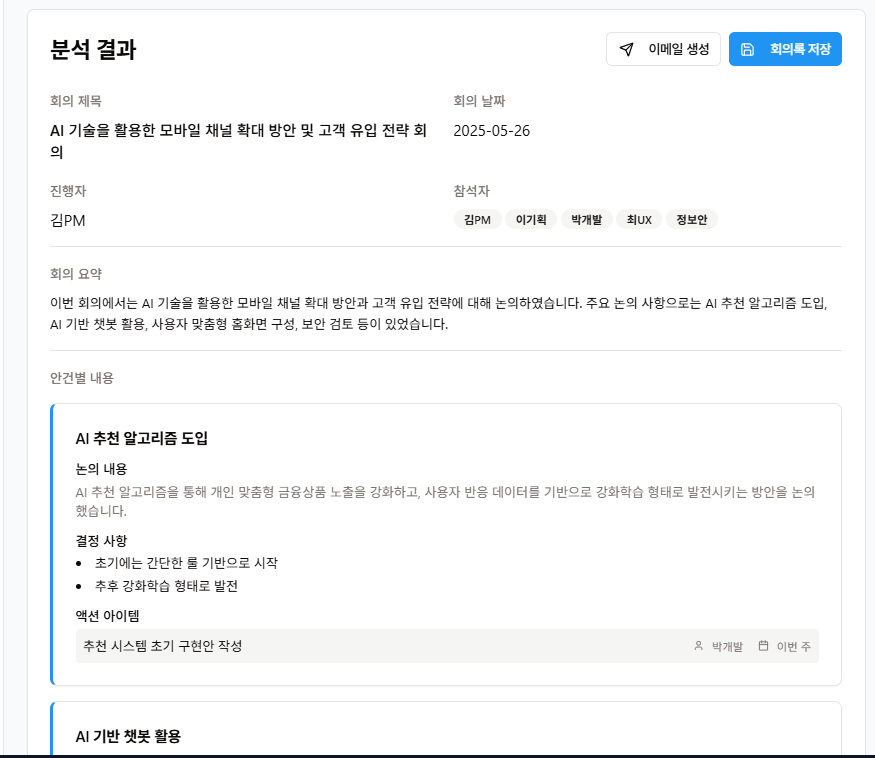 분석 결과
이메일 생성
회의록 저장
회의 제목
AI 기술을 활용한 모바일 채널 확대 방안 및 고객 유입 전략 회
의
회의 날짜
2025-05-26
진행자
김PM
참석자
김PM 이기획 박개발 최UX 정보안
회의 요약
이번 회의에서는 AI 기술을 활용한 모바일 채널 확대 방안과 고객 유입 전략에 대해 논의하였습니다. 주요 논의 사항으로는 AI 추천 알고리즘 도입,
AI 기반 챗봇 활용, 사용자 맞춤형 홈화면 구성, 보안 검토 등이 있었습니다.
안건별 내용
AI 추천 알고리즘 도입
논의 내용
AI 추천 알고리즘을 통해 개인 맞춤형 금융상품 노출을 강화하고, 사용자 반응 데이터를 기반으로 강화학습 형태로 발전시키는 방안을 논의
했습니다.
결정 사항
• 초기에는 간단한 룰 기반으로 시작
• 추후 강화학습 형태로 발전
액션 아이템
추천 시스템 초기 구현안 작성 박개발 이번 주
AI 기반 챗봇 활용